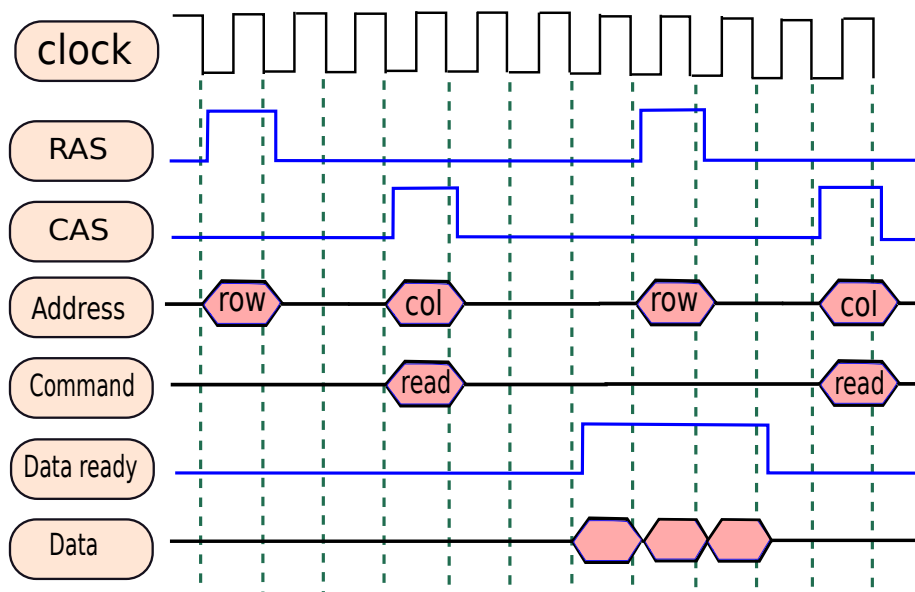 clock
RAS
CAS
Address
row
col
row
col
Command
read
read
Data ready
Data